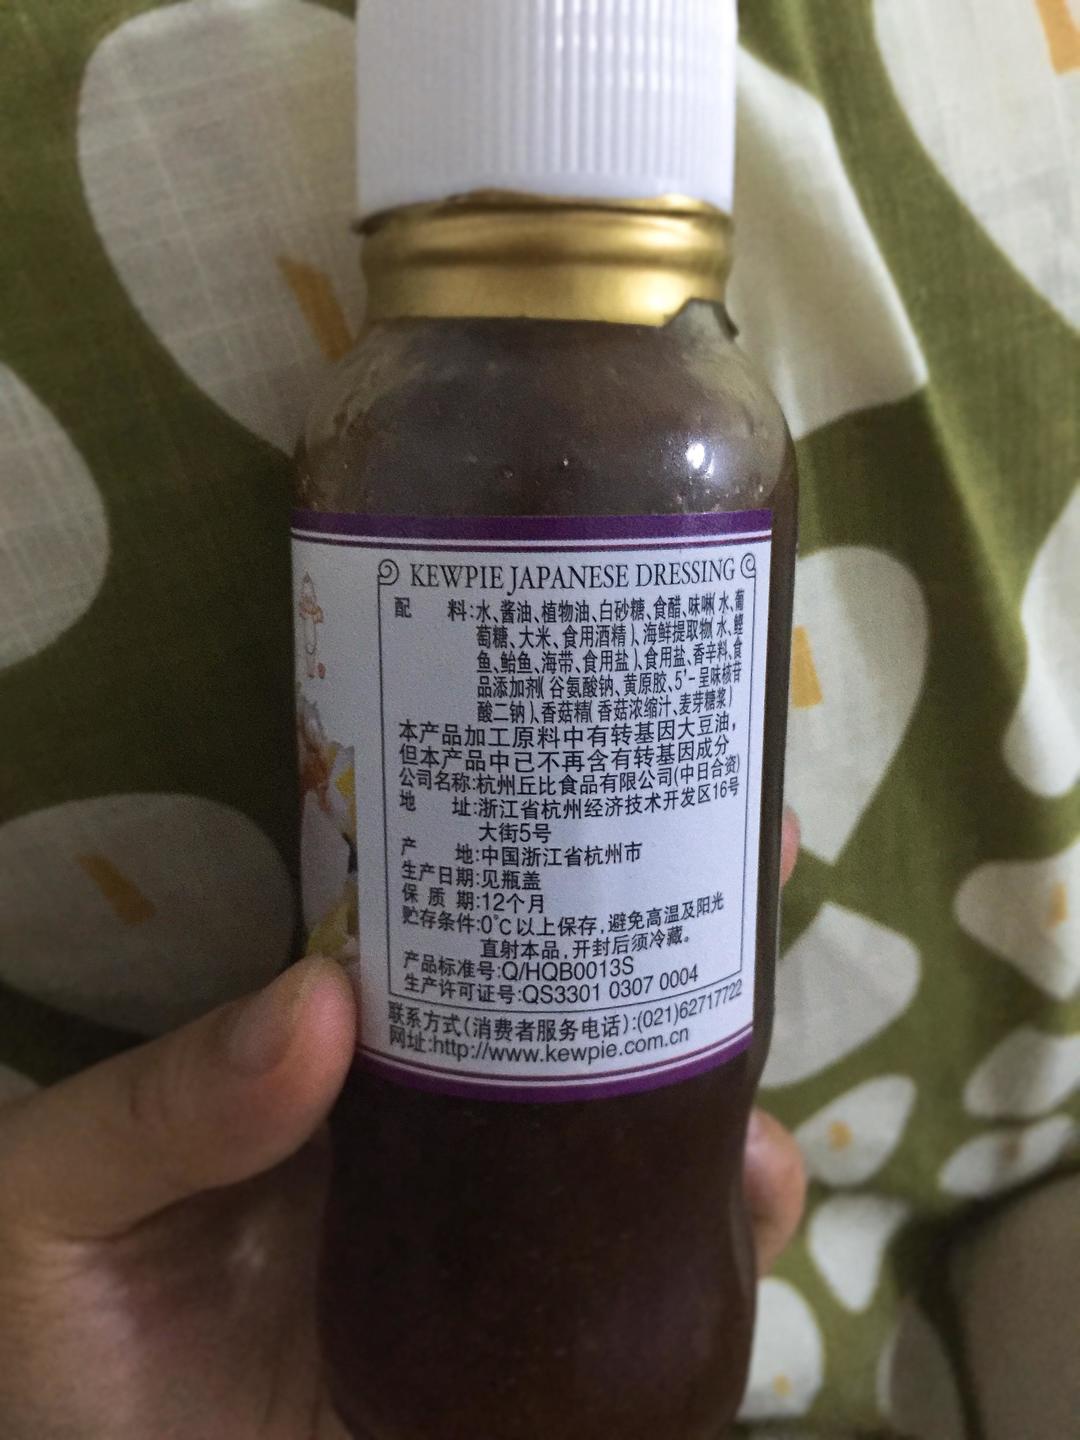 KEWPIE JAPANESE DRESSING
配 料:水、酱油、植物油、白砂糖、食醋、味啉(水、葡
萄糖、大米、食用酒精)、海鲜提取物(水、鲣
鱼、鲐鱼、海带、食用盐)、食用盐、香辛料、食
品添加剂(谷氨酸钠、黄原胶、5'-呈味核苷
酸二钠)、香菇精(香菇浓缩汁、麦芽糖浆)
本产品加工原料中有转基因大豆油,
但本产品中已不再含有转基因成分
公司名称:杭州丘比食品有限公司(中日合资)
地 址:浙江省杭州经济技术开发区16号
大街5号
产 地:中国浙江省杭州市
生产日期:见瓶盖
保 质 期:12个月
贮存条件:0℃以上保存,避免高温及阳光
直射本品,开封后须冷藏。
产品标准号:Q/HQB0013S
生产许可证号:QS3301 0307 0004
联系方式(消费者服务电话):(021)62717722
网址:http://www.kewpie.com.cn